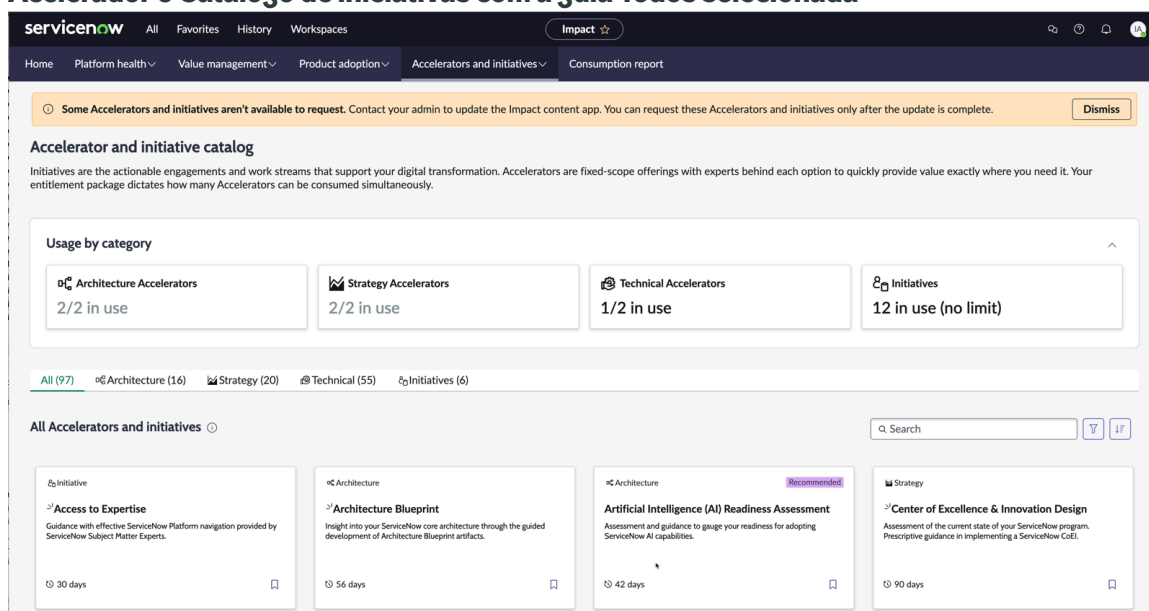 Acelerador e Catálogo de iniciativas com a guia Todos selecionada
servicenow All Favorites History Workspaces Impact ☆ IA
Home Platform health Value management Product adoption Accelerators and initiatives Consumption report
Some Accelerators and initiatives aren't available to request. Contact your admin to update the Impact content app. You can request these Accelerators and initiatives only after the update is complete. Dismiss
Accelerator and initiative catalog
Initiatives are the actionable engagements and work streams that support your digital transformation. Accelerators are fixed-scope offerings with experts behind each option to quickly provide value exactly where you need it. Your
entitlement package dictates how many Accelerators can be consumed simultaneously.
Usage by category
Architecture Accelerators
2/2 in use
Strategy Accelerators
2/2 in use
Technical Accelerators
1/2 in use
Initiatives
12 in use (no limit)
All (97) Architecture (16) Strategy (20) Technical (55) Initiatives (6)
All Accelerators and initiatives
Search
Initiative
Access to Expertise
Guidance with effective ServiceNow Platform navigation provided by
ServiceNow Subject Matter Experts.
30 days
Architecture
Architecture Blueprint
Insight into your ServiceNow core architecture through the guided
development of Architecture Blueprint artifacts.
56 days
Architecture Recommended
Artificial Intelligence (AI) Readiness Assessment
Assessment and guidance to gauge your readiness for adopting
ServiceNow AI capabilities.
42 days
Strategy
Center of Excellence & Innovation Design
Assessment of the current state of your ServiceNow program.
Prescriptive guidance in implementing a ServiceNow CoEI.
90 days